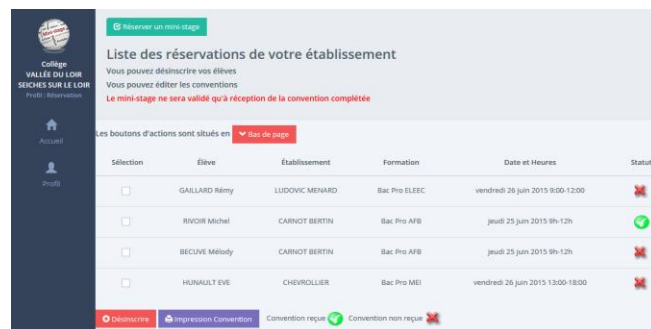 Mini-stage
Collège
VALLÉE DU LOIR
SEICHES SUR LE LOIR
Profil : Réservation
Accueil
Profil
Réserver un mini-stage
Liste des réservations de votre établissement
Vous pouvez désinscrire vos élèves
Vous pouvez éditer les conventions
Le mini-stage ne sera validé qu'à réception de la convention complétée
Les boutons d'actions sont situés en Bas de page
Sélection Élève Établissement Formation Date et Heures Statut
GAILLARD Rémy LUDOVIC MENARD Bac Pro ELEEC vendredi 26 juin 2015 9:00-12:00
RIVOIR Michel CARNOT BERTIN Bac Pro AFB jeudi 25 juin 2015 9h-12h
BECUVE Mélody CARNOT BERTIN Bac Pro AFB jeudi 25 juin 2015 9h-12h
HUNAULT EVE CHEVROLLIER Bac Pro MEI vendredi 26 juin 2015 13:00-18:00
Désinscrire Impression Convention Convention reçue Convention non reçue